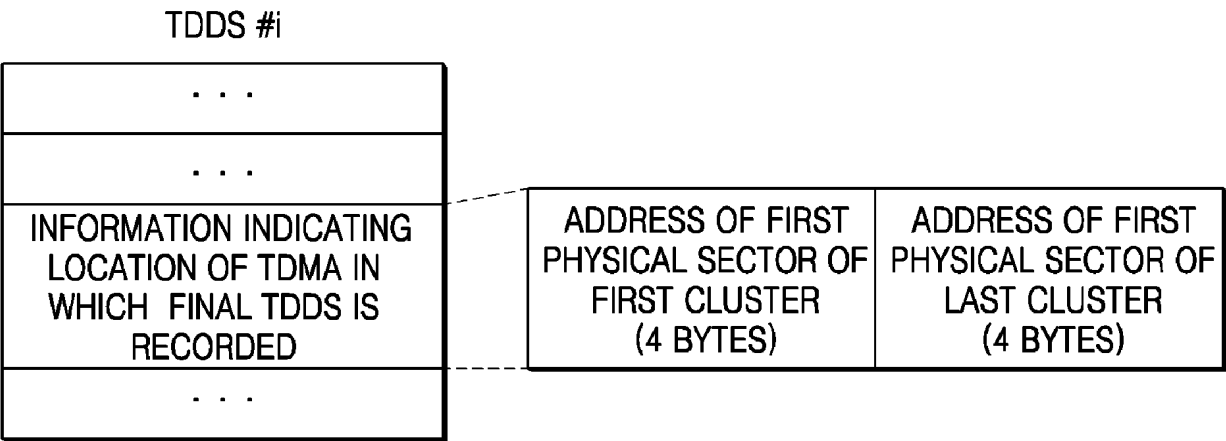 TDDS #i
. . .
. . .
INFORMATION INDICATING
LOCATION OF TDMA IN
WHICH FINAL TDDS IS
RECORDED
. . .
ADDRESS OF FIRST
PHYSICAL SECTOR OF
FIRST CLUSTER
(4 BYTES)
ADDRESS OF FIRST
PHYSICAL SECTOR OF
LAST CLUSTER
(4 BYTES)